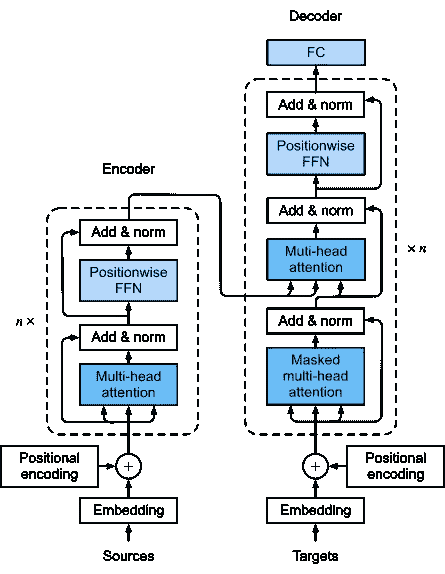 Decoder
FC
Add & norm
Positionwise
FFN
Add & norm
Muti-head
attention
Add & norm
Masked
multi-head
attention
× n
Positional
encoding
+
Embedding
Targets
Encoder
Add & norm
Positionwise
FFN
Add & norm
Multi-head
attention
n ×
Positional
encoding
+
Embedding
Sources